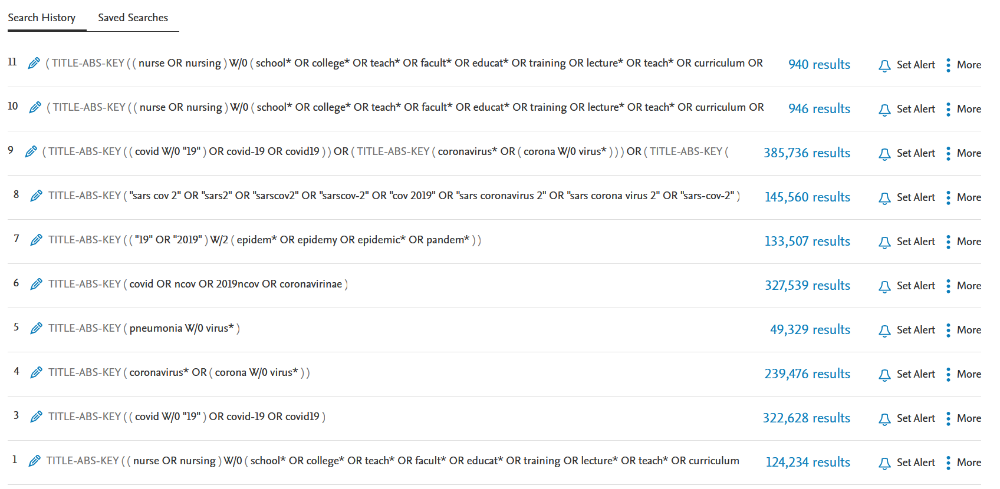 Search History Saved Searches
11 ( TITLE-ABS-KEY ( ( nurse OR nursing ) W/0 ( school* OR college* OR teach* OR facult* OR educat* OR training OR lecture* OR teach* OR curriculum OR 940 results Set Alert More
10 ( TITLE-ABS-KEY ( ( nurse OR nursing ) W/0 ( school* OR college* OR teach* OR facult* OR educat* OR training OR lecture* OR teach* OR curriculum OR 946 results Set Alert More
9 ( TITLE-ABS-KEY ( ( covid W/0 "19" ) OR covid-19 OR covid19 ) ) OR ( TITLE-ABS-KEY ( coronavirus* OR ( corona W/0 virus* ) ) ) OR ( TITLE-ABS-KEY ( 385,736 results Set Alert More
8 TITLE-ABS-KEY ( "sars cov 2" OR "sars2" OR "sarscov2" OR "sarscov-2" OR "cov 2019" OR "sars coronavirus 2" OR "sars corona virus 2" OR "sars-cov-2" ) 145,560 results Set Alert More
7 TITLE-ABS-KEY ( ( "19" OR "2019" ) W/2 ( epidem* OR epidemy OR epidemic* OR pandem* ) ) 133,507 results Set Alert More
6 TITLE-ABS-KEY ( covid OR ncov OR 2019ncov OR coronavirinae ) 327,539 results Set Alert More
5 TITLE-ABS-KEY ( pneumonia W/0 virus* ) 49,329 results Set Alert More
4 TITLE-ABS-KEY ( coronavirus* OR ( corona W/0 virus* ) ) 239,476 results Set Alert More
3 TITLE-ABS-KEY ( ( covid W/0 "19" ) OR covid-19 OR covid19 ) 322,628 results Set Alert More
1 TITLE-ABS-KEY ( ( nurse OR nursing ) W/0 ( school* OR college* OR teach* OR facult* OR educat* OR training OR lecture* OR teach* OR curriculum 124,234 results Set Alert More